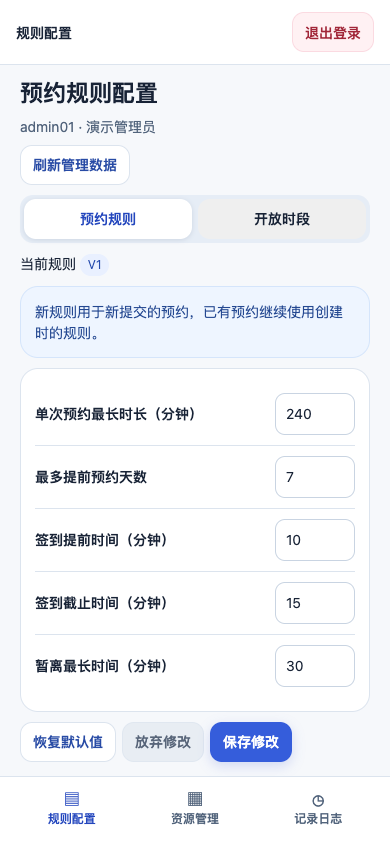 规则配置
退出登录
预约规则配置
admin01 · 演示管理员
刷新管理数据
预约规则
开放时段
当前规则 V1
新规则用于新提交的预约，已有预约继续使用创建
时的规则。
单次预约最长时长（分钟） 240
最多提前预约天数 7
签到提前时间（分钟） 10
签到截止时间（分钟） 15
暂离最长时间（分钟） 30
恢复默认值
放弃修改
保存修改
规则配置
资源管理
记录日志